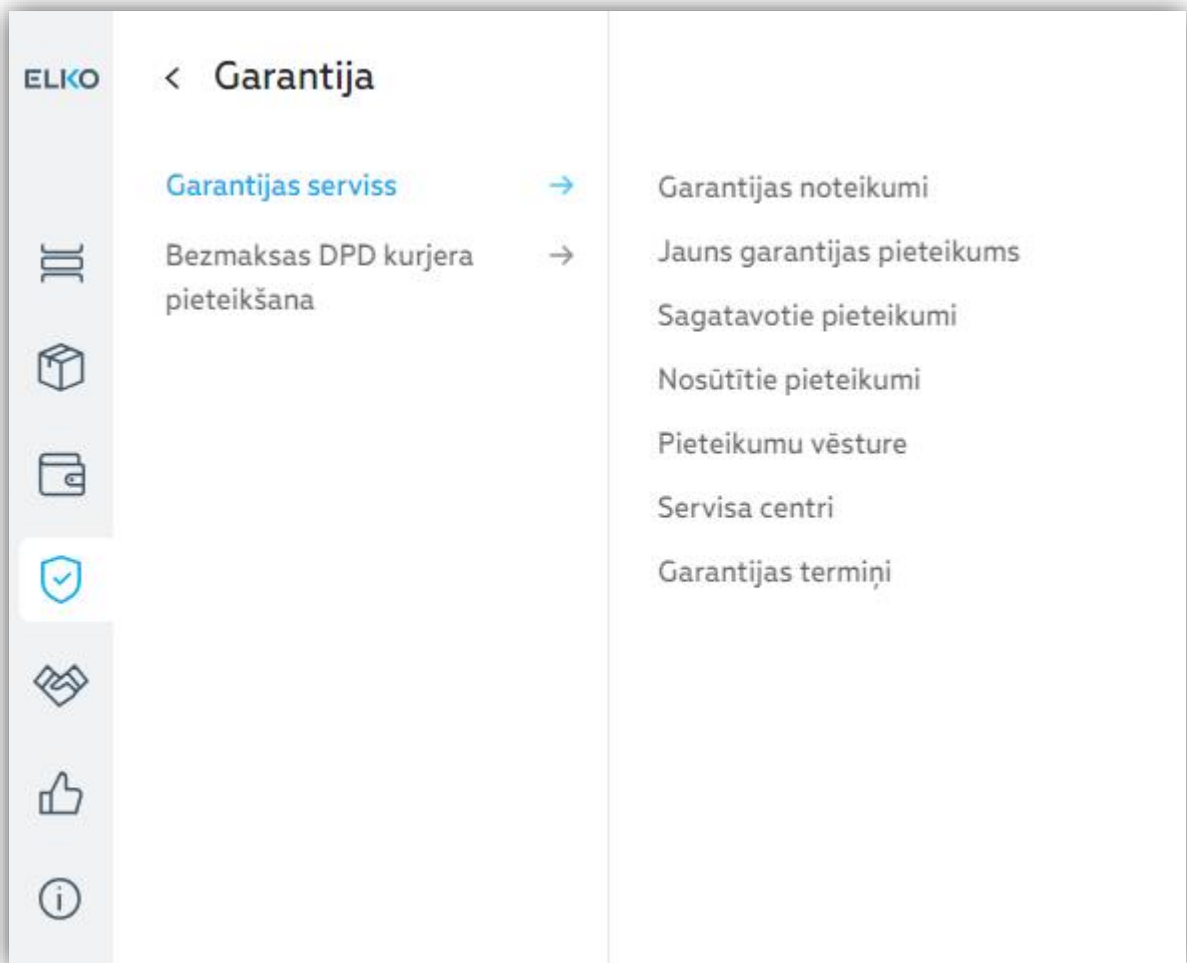 ELKO
< Garantija
Garantijas serviss →
Bezmaksas DPD kurjera →
pieteikšana
Garantijas noteikumi
Jauns garantijas pieteikums
Sagatavotie pieteikumi
Nosūtītie pieteikumi
Pieteikumu vēsture
Servisa centri
Garantijas termiņi